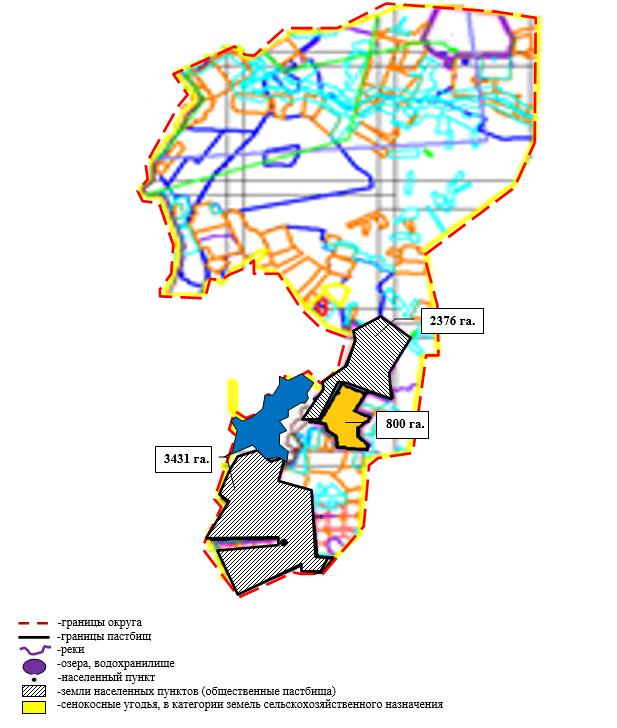 2376 га.
800 га.
3431 га.
-границы округа
-границы пастбищ
-реки
-озера, водохранилище
-населенный пункт
-земли населенных пунктов (общественные пастбища)
-сенокосные угодья, в категории земель сельскохозяйственного назначения